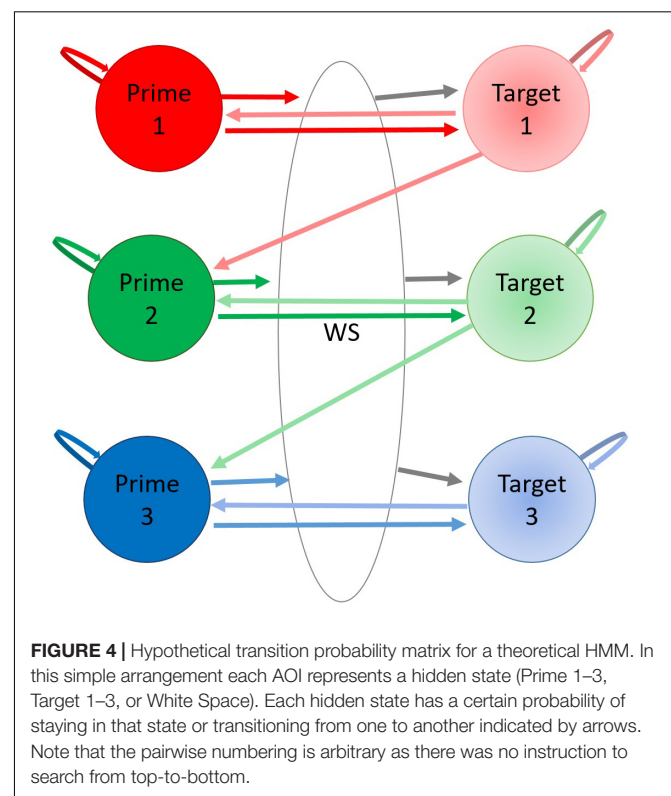 Prime
1
Target
1
Prime
2
WS
Target
2
Prime
3
Target
3
FIGURE 4 | Hypothetical transition probability matrix for a theoretical HMM. In
this simple arrangement each AOI represents a hidden state (Prime 1–3,
Target 1–3, or White Space). Each hidden state has a certain probability of
staying in that state or transitioning from one to another indicated by arrows.
Note that the pairwise numbering is arbitrary as there was no instruction to
search from top-to-bottom.